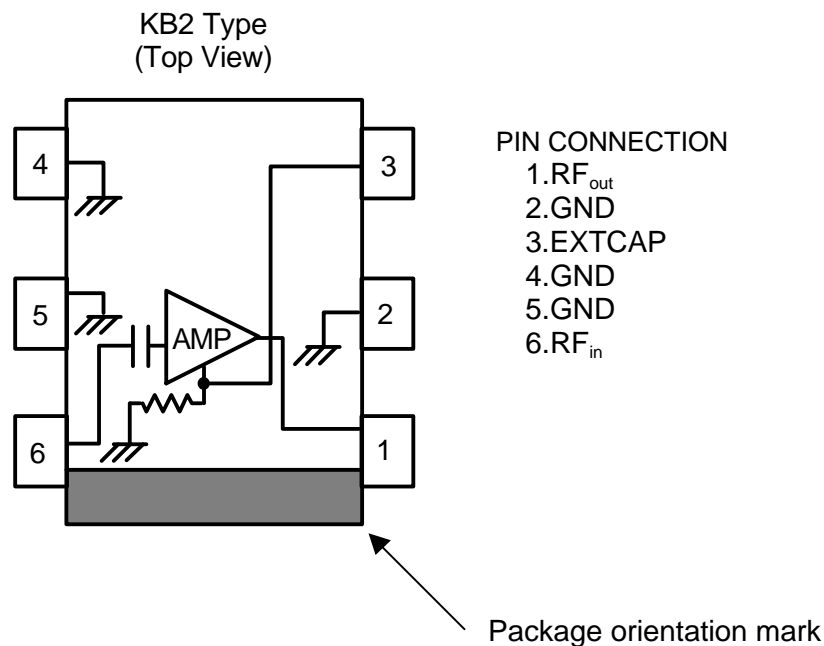 KB2 Type
(Top View)
4
3
5
2
AMP
6
1
PIN CONNECTION
1.RFout
2.GND
3.EXTCAP
4.GND
5.GND
6.RFin
Package orientation mark